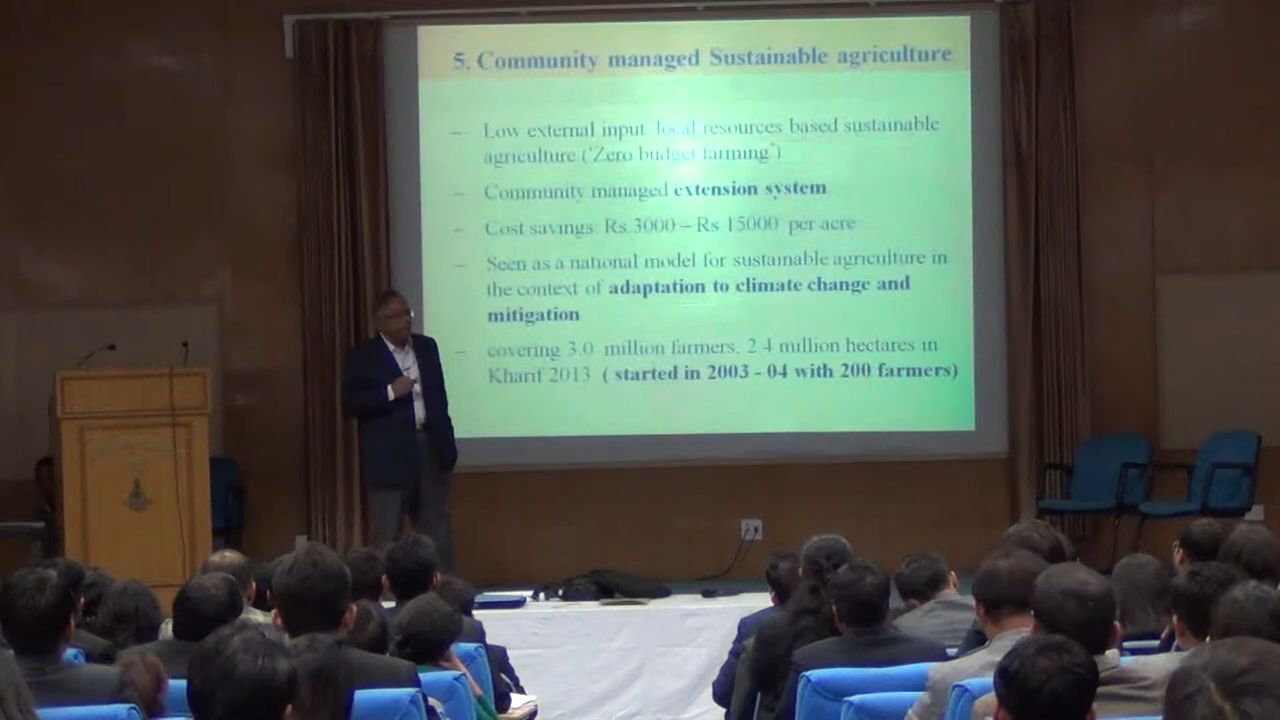 5. Community managed Sustainable agriculture
– Low external input, local resources based sustainable
agriculture ('Zero budget farming')
– Community managed extension system
– Cost savings. Rs.3000 – Rs 15000 per acre
– Seen as a national model for sustainable agriculture in
the context of adaptation to climate change and
mitigation
– covering 3.0 million farmers, 2.4 million hectares in
Kharif 2013 ( started in 2003 - 04 with 200 farmers)